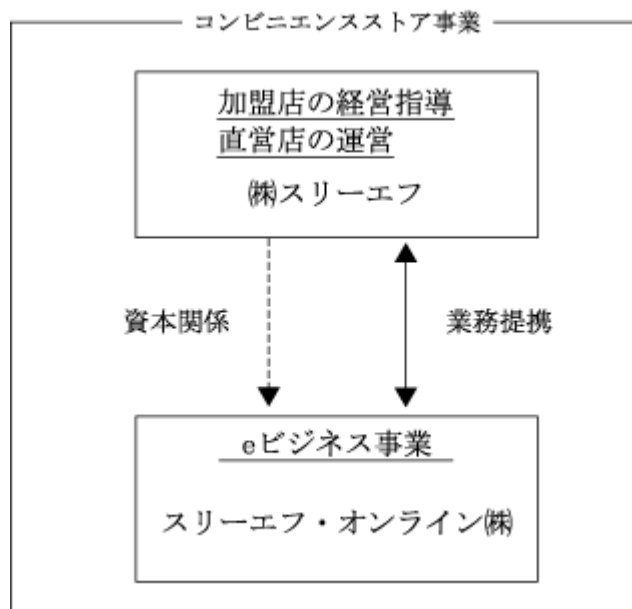 コンビニエンスストア事業
加盟店の経営指導
直営店の運営
㈱スリーエフ
資本関係
業務提携
eビジネス事業
スリーエフ・オンライン㈱